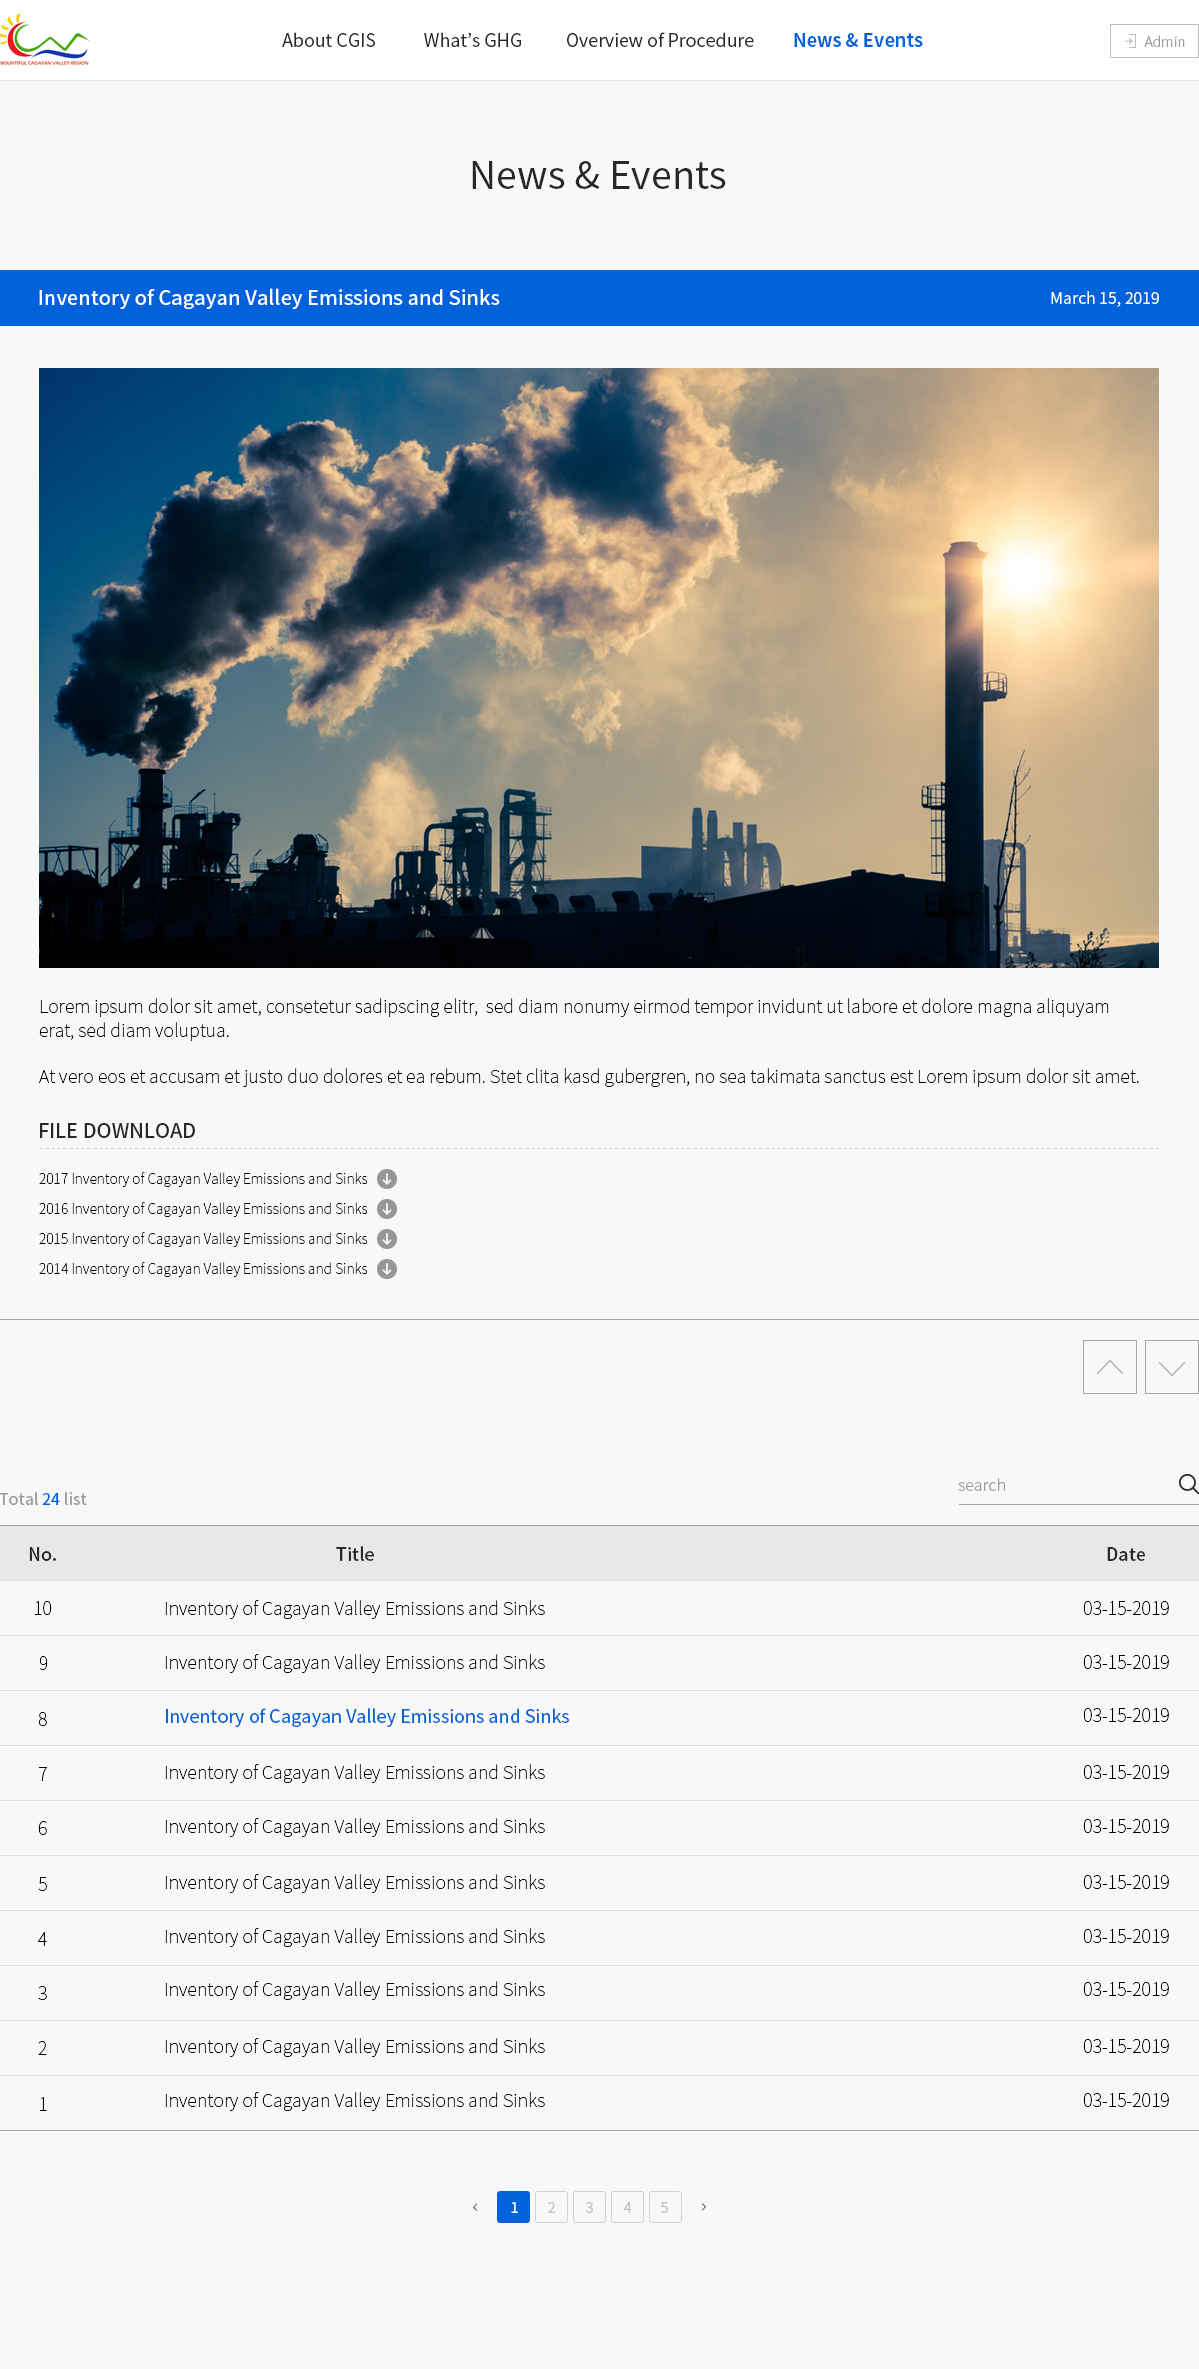 BOUNTIFUL CAGAYAN VALLEY REGION
About CGIS
What's GHG
Overview of Procedure
News & Events
Admin
News & Events
Inventory of Cagayan Valley Emissions and Sinks
March 15, 2019
Lorem ipsum dolor sit amet, consetetur sadipscing elitr,  sed diam nonumy eirmod tempor invidunt ut labore et dolore magna aliquyam
erat, sed diam voluptua.
At vero eos et accusam et justo duo dolores et ea rebum. Stet clita kasd gubergren, no sea takimata sanctus est Lorem ipsum dolor sit amet.
FILE DOWNLOAD
2017 Inventory of Cagayan Valley Emissions and Sinks
2016 Inventory of Cagayan Valley Emissions and Sinks
2015 Inventory of Cagayan Valley Emissions and Sinks
2014 Inventory of Cagayan Valley Emissions and Sinks
search
Total 24 list
No. Title Date
10 Inventory of Cagayan Valley Emissions and Sinks 03-15-2019
9 Inventory of Cagayan Valley Emissions and Sinks 03-15-2019
8 Inventory of Cagayan Valley Emissions and Sinks 03-15-2019
7 Inventory of Cagayan Valley Emissions and Sinks 03-15-2019
6 Inventory of Cagayan Valley Emissions and Sinks 03-15-2019
5 Inventory of Cagayan Valley Emissions and Sinks 03-15-2019
4 Inventory of Cagayan Valley Emissions and Sinks 03-15-2019
3 Inventory of Cagayan Valley Emissions and Sinks 03-15-2019
2 Inventory of Cagayan Valley Emissions and Sinks 03-15-2019
1 Inventory of Cagayan Valley Emissions and Sinks 03-15-2019
‹ 1 2 3 4 5 ›